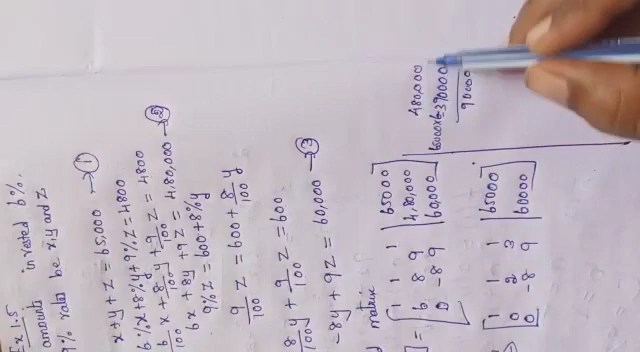 Ex 1.5
amounts invested 6%.
9% rates be x, y and z.
x + y + z = 65,000 → ①
6%x + 8%y + 9%z = 4800
6/100 x + 8/100 y + 9/100 z = 4800
6x + 8y + 9z = 4,80,000 → ②
9%z = 600 + 8%y
9/100 z = 600 + 8/100 y
8/100 y + 9/100 z = 600
-8y + 9z = 60,000 → ③
matrix
= [ 1 1 1 | 65000
6 8 9 | 4,80,000
0 -8 9 | 60,000 ]
480,000
65000x6=390000
90000
[ 1 1 1 | 65000
0 2 3
0 -8 9 | 60000 ]